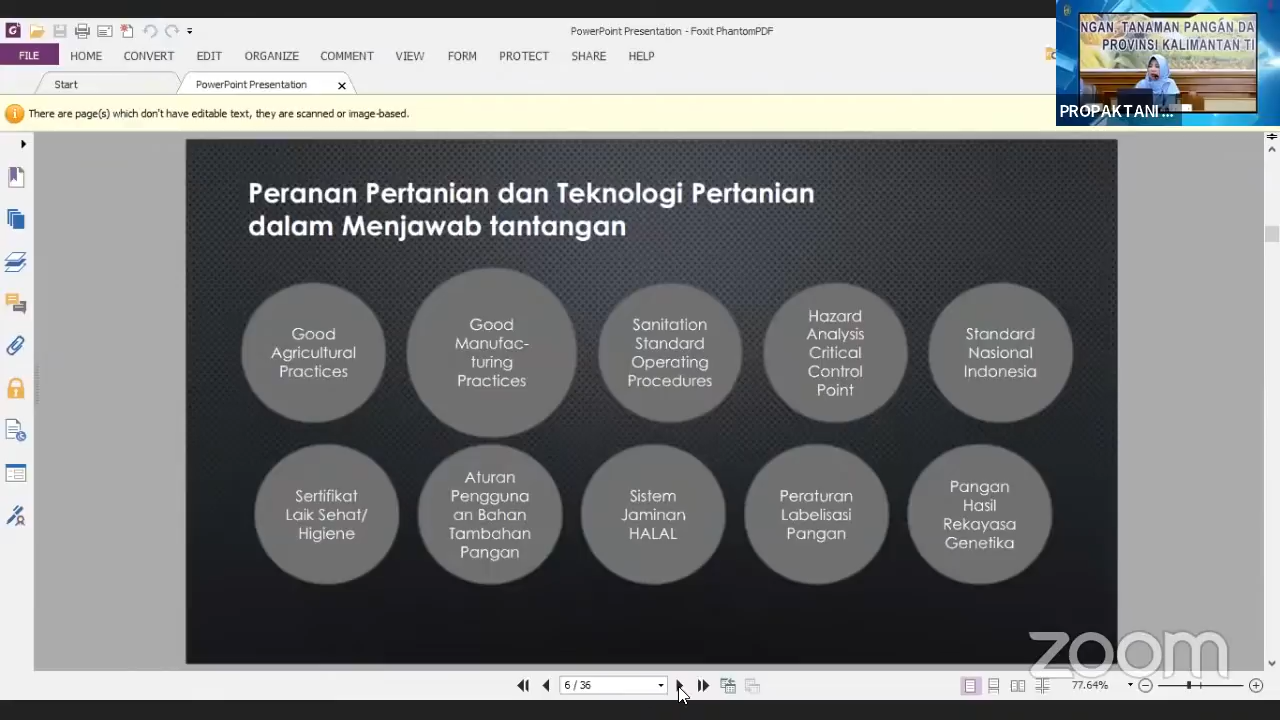 PowerPoint Presentation - Foxit PhantomPDF
FILE HOME CONVERT EDIT ORGANIZE COMMENT VIEW FORM PROTECT SHARE HELP
Start PowerPoint Presentation
There are page(s) which don't have editable text, they are scanned or image-based.
NGAN, TANAMAN PANGAN DA
PROVINSI KALIMANTAN TI
PROPAKTANI ...
Peranan Pertanian dan Teknologi Pertanian
dalam Menjawab tantangan
Good
Agricultural
Practices
Good
Manufac-
turing
Practices
Sanitation
Standard
Operating
Procedures
Hazard
Analysis
Critical
Control
Point
Standard
Nasional
Indonesia
Sertifikat
Laik Sehat/
Higiene
Aturan
Pengguna
an Bahan
Tambahan
Pangan
Sistem
Jaminan
HALAL
Peraturan
Labelisasi
Pangan
Pangan
Hasil
Rekayasa
Genetika
zoom
6 / 36
77.64%